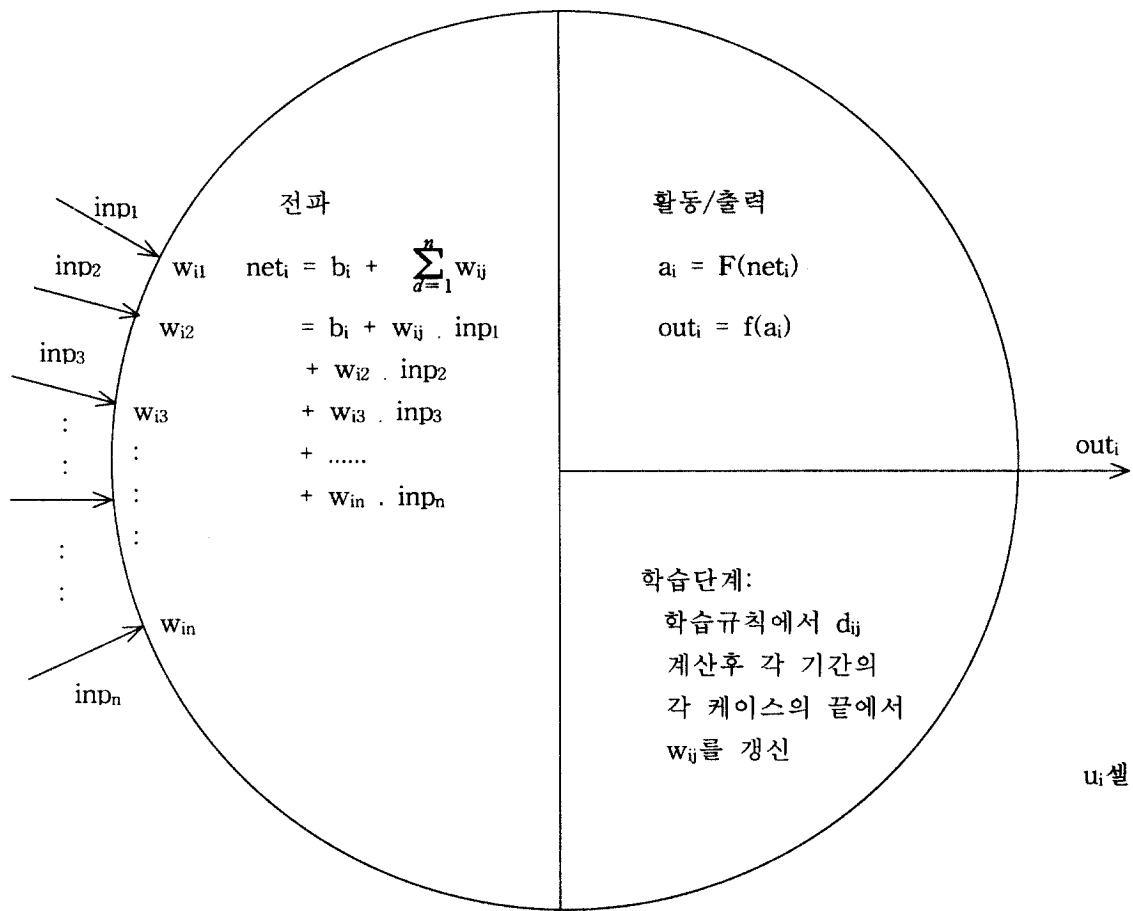 inp₁
inp₂
inp₃
inpₙ
wᵢ₁
wᵢ₂
wᵢ₃
wᵢₙ
전파
netᵢ = bᵢ + ∑ⁿd=1 wᵢⱼ
= bᵢ + wᵢⱼ . inp₁
+ wᵢ₂ . inp₂
+ wᵢ₃ . inp₃
+ ......
+ wᵢₙ . inpₙ
활동/출력
aᵢ = F(netᵢ)
outᵢ = f(aᵢ)
outᵢ
학습단계:
학습규칙에서 dᵢⱼ
계산후 각 기간의
각 케이스의 끝에서
wᵢⱼ를 갱신
uᵢ셀